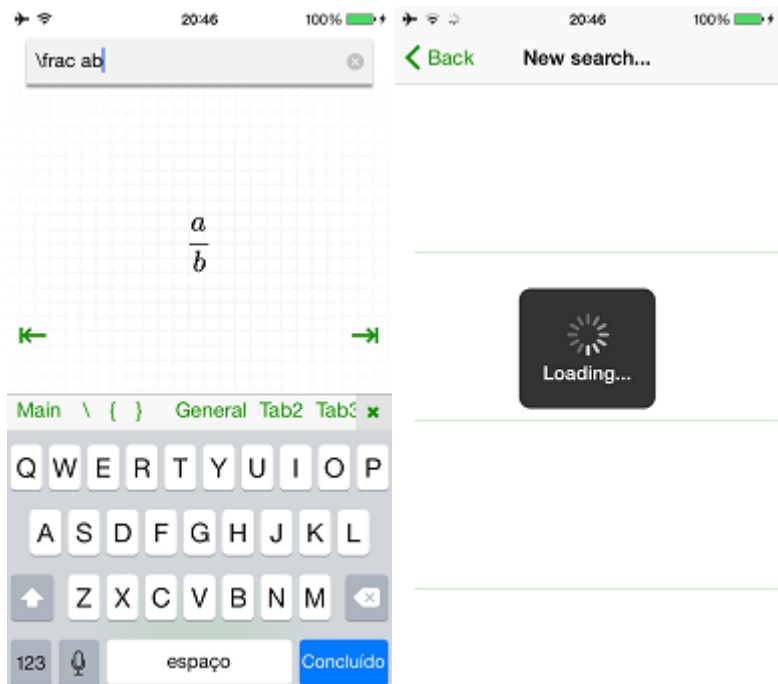 20:46 100%
\frac ab
a
b
Main \ { } General Tab2 Tab3
Q W E R T Y U I O P
A S D F G H J K L
Z X C V B N M
123 espaço Concluído
20:46 100%
Back New search...
Loading...